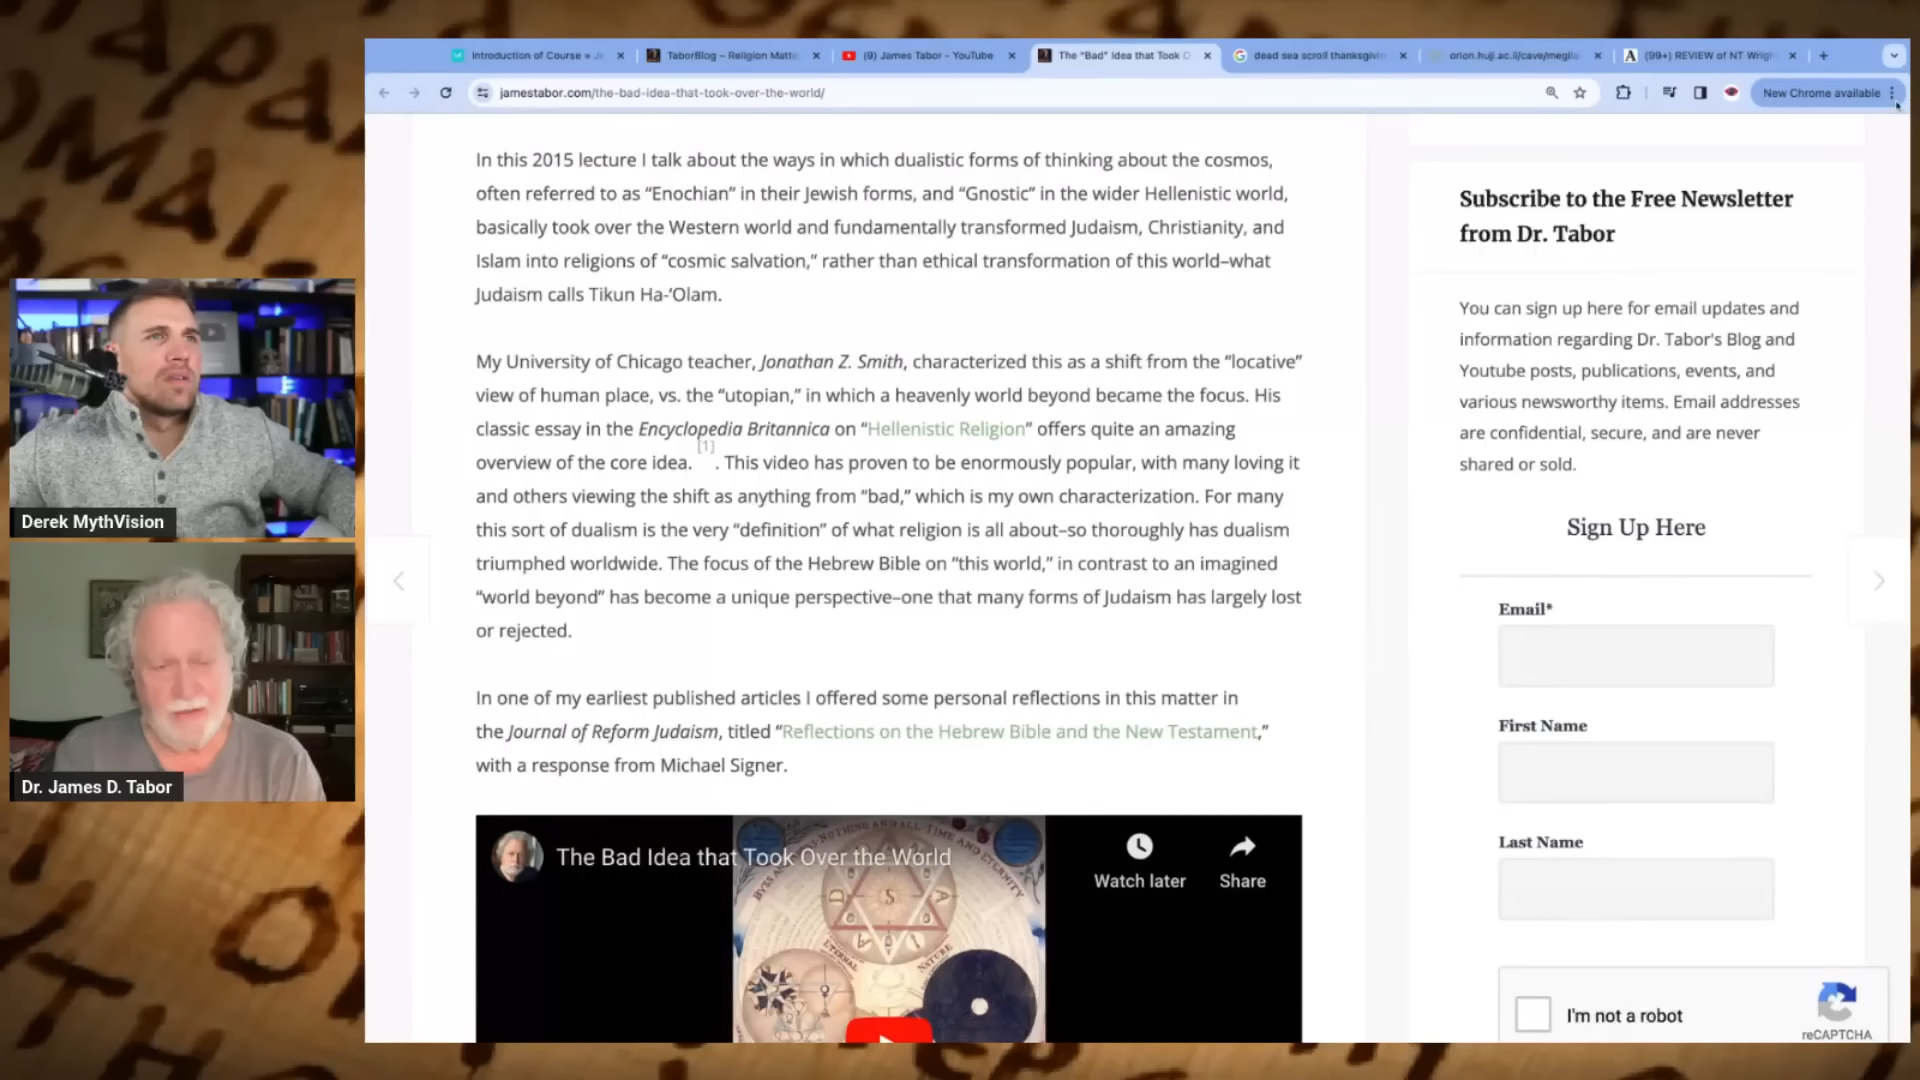 Introduction of Course
TaborBlog – Religion Matte
(9) James Tabor - YouTube
The “Bad” Idea that Took O
dead sea scroll thanksgivin
orion.huji.ac.il/cave/megila
(99+) REVIEW of NT Wrigh
jamestabor.com/the-bad-idea-that-took-over-the-world/
New Chrome available
In this 2015 lecture I talk about the ways in which dualistic forms of thinking about the cosmos,
often referred to as “Enochian” in their Jewish forms, and “Gnostic” in the wider Hellenistic world,
basically took over the Western world and fundamentally transformed Judaism, Christianity, and
Islam into religions of “cosmic salvation,” rather than ethical transformation of this world–what
Judaism calls Tikun Ha-‘Olam.
My University of Chicago teacher, Jonathan Z. Smith, characterized this as a shift from the “locative”
view of human place, vs. the “utopian,” in which a heavenly world beyond became the focus. His
classic essay in the Encyclopedia Britannica on “Hellenistic Religion” offers quite an amazing
overview of the core idea. [1] . This video has proven to be enormously popular, with many loving it
and others viewing the shift as anything from “bad,” which is my own characterization. For many
this sort of dualism is the very “definition” of what religion is all about–so thoroughly has dualism
triumphed worldwide. The focus of the Hebrew Bible on “this world,” in contrast to an imagined
“world beyond” has become a unique perspective–one that many forms of Judaism has largely lost
or rejected.
In one of my earliest published articles I offered some personal reflections in this matter in
the Journal of Reform Judaism, titled “Reflections on the Hebrew Bible and the New Testament,”
with a response from Michael Signer.
The Bad Idea that Took Over the World
Watch later
Share
NOTHING AND ALL TIME AND ETERNITY
ETERNAL NATURE
Subscribe to the Free Newsletter
from Dr. Tabor
You can sign up here for email updates and
information regarding Dr. Tabor's Blog and
Youtube posts, publications, events, and
various newsworthy items. Email addresses
are confidential, secure, and are never
shared or sold.
Sign Up Here
Email*
First Name
Last Name
I'm not a robot
reCAPTCHA
Derek MythVision
Dr. James D. Tabor